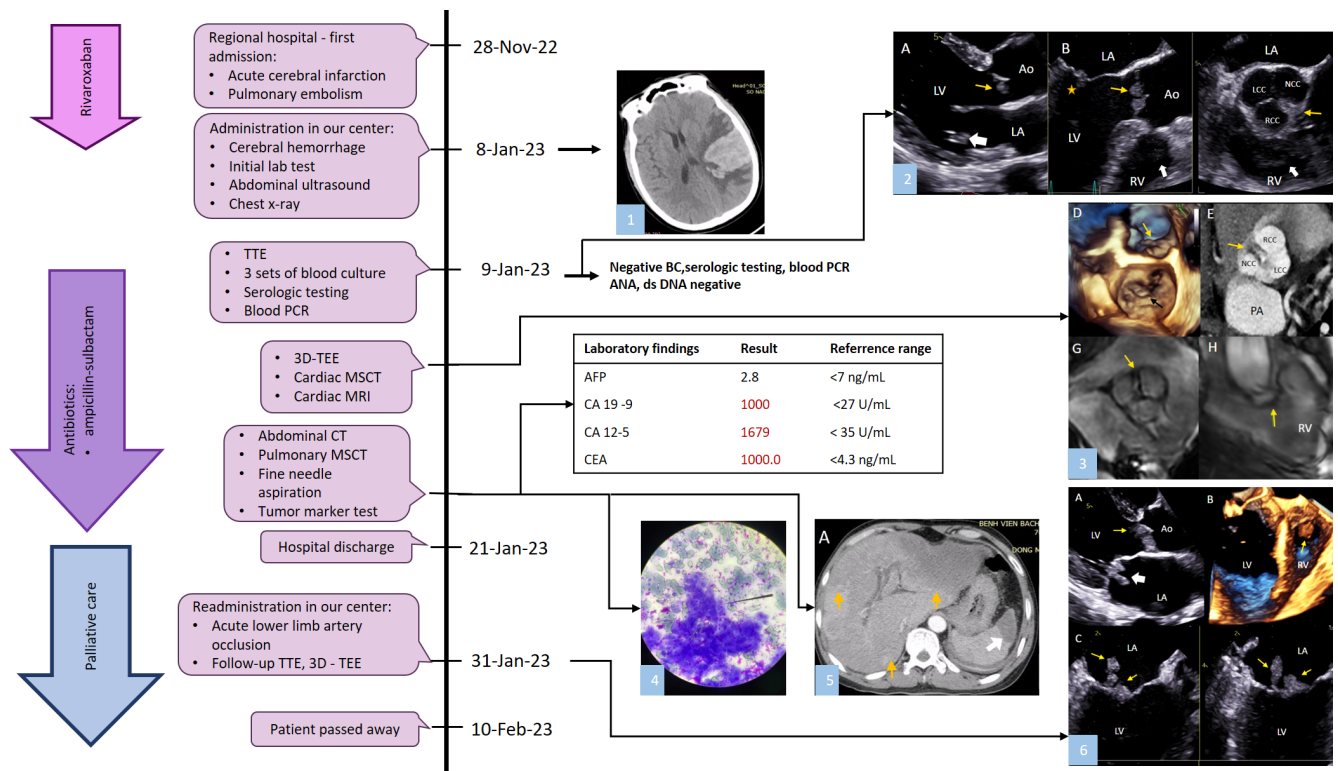 Rivaroxaban
Antibiotics:
• ampicillin-sulbactam
Palliative care
Regional hospital - first
admission:
• Acute cerebral infarction
• Pulmonary embolism
28-Nov-22
Administration in our center:
• Cerebral hemorrhage
• Initial lab test
• Abdominal ultrasound
• Chest x-ray
8-Jan-23
• TTE
• 3 sets of blood culture
• Serologic testing
• Blood PCR
9-Jan-23
Negative BC,serologic testing, blood PCR
ANA, ds DNA negative
• 3D-TEE
• Cardiac MSCT
• Cardiac MRI
• Abdominal CT
• Pulmonary MSCT
• Fine needle
aspiration
• Tumor marker test
Hospital discharge
21-Jan-23
Readministration in our center:
• Acute lower limb artery
occlusion
• Follow-up TTE, 3D - TEE
31-Jan-23
Patient passed away
10-Feb-23
Laboratory findings Result Referrence range
AFP 2.8 <7 ng/mL
CA 19 -9 1000 <27 U/mL
CA 12-5 1679 < 35 U/mL
CEA 1000.0 <4.3 ng/mL
1
A
Ao
LV
LA
B
LA
Ao
LV
RV
LA
LCC
NCC
RCC
RV
2
D
E
RCC
NCC
LCC
PA
G
H
RV
3
4
BENH VIEN BACH
DONG M
A
5
A
LV
Ao
LA
B
LV
RV
C
LA
LV
LA
LV
6